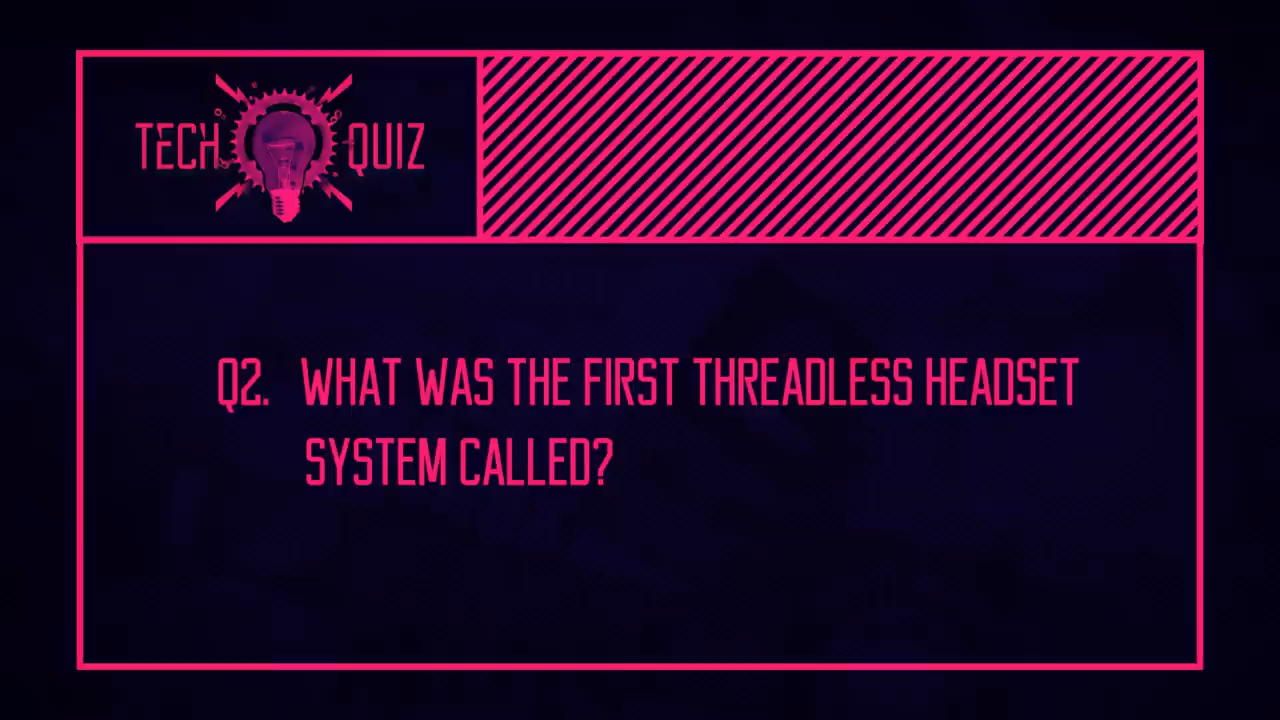 TECH QUIZ
Q2. WHAT WAS THE FIRST THREADLESS HEADSET
SYSTEM CALLED?